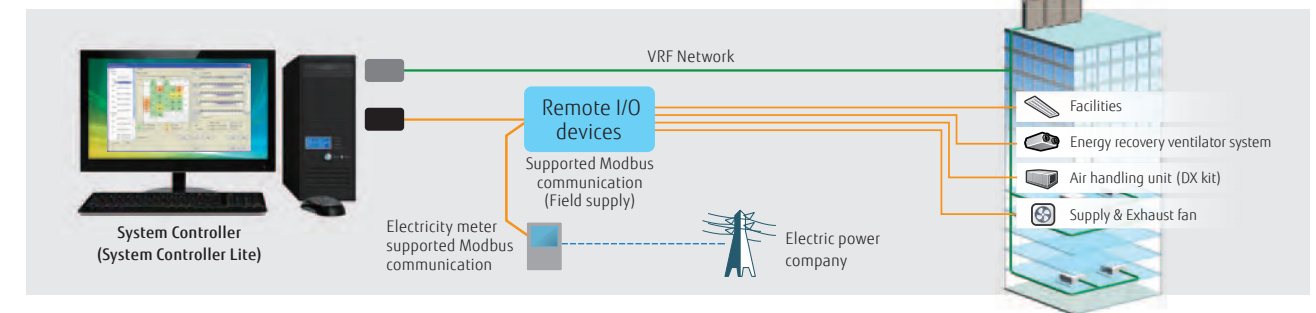 VRF Network
Remote I/O
devices
Supported Modbus
communication
(Field supply)
Facilities
Energy recovery ventilator system
Air handling unit (DX kit)
Supply & Exhaust fan
System Controller
(System Controller Lite)
Electricity meter
supported Modbus
communication
Electric power
company